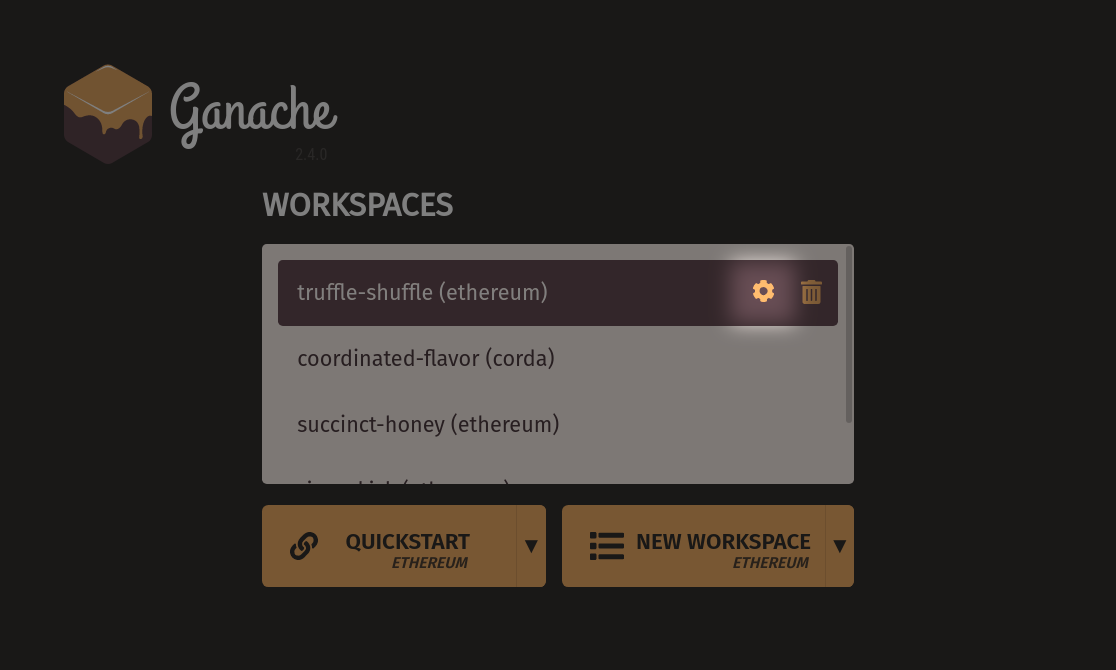 Ganache
2.4.0
WORKSPACES
truffle-shuffle (ethereum)
coordinated-flavor (corda)
succinct-honey (ethereum)
QUICKSTART
ETHEREUM
NEW WORKSPACE
ETHEREUM